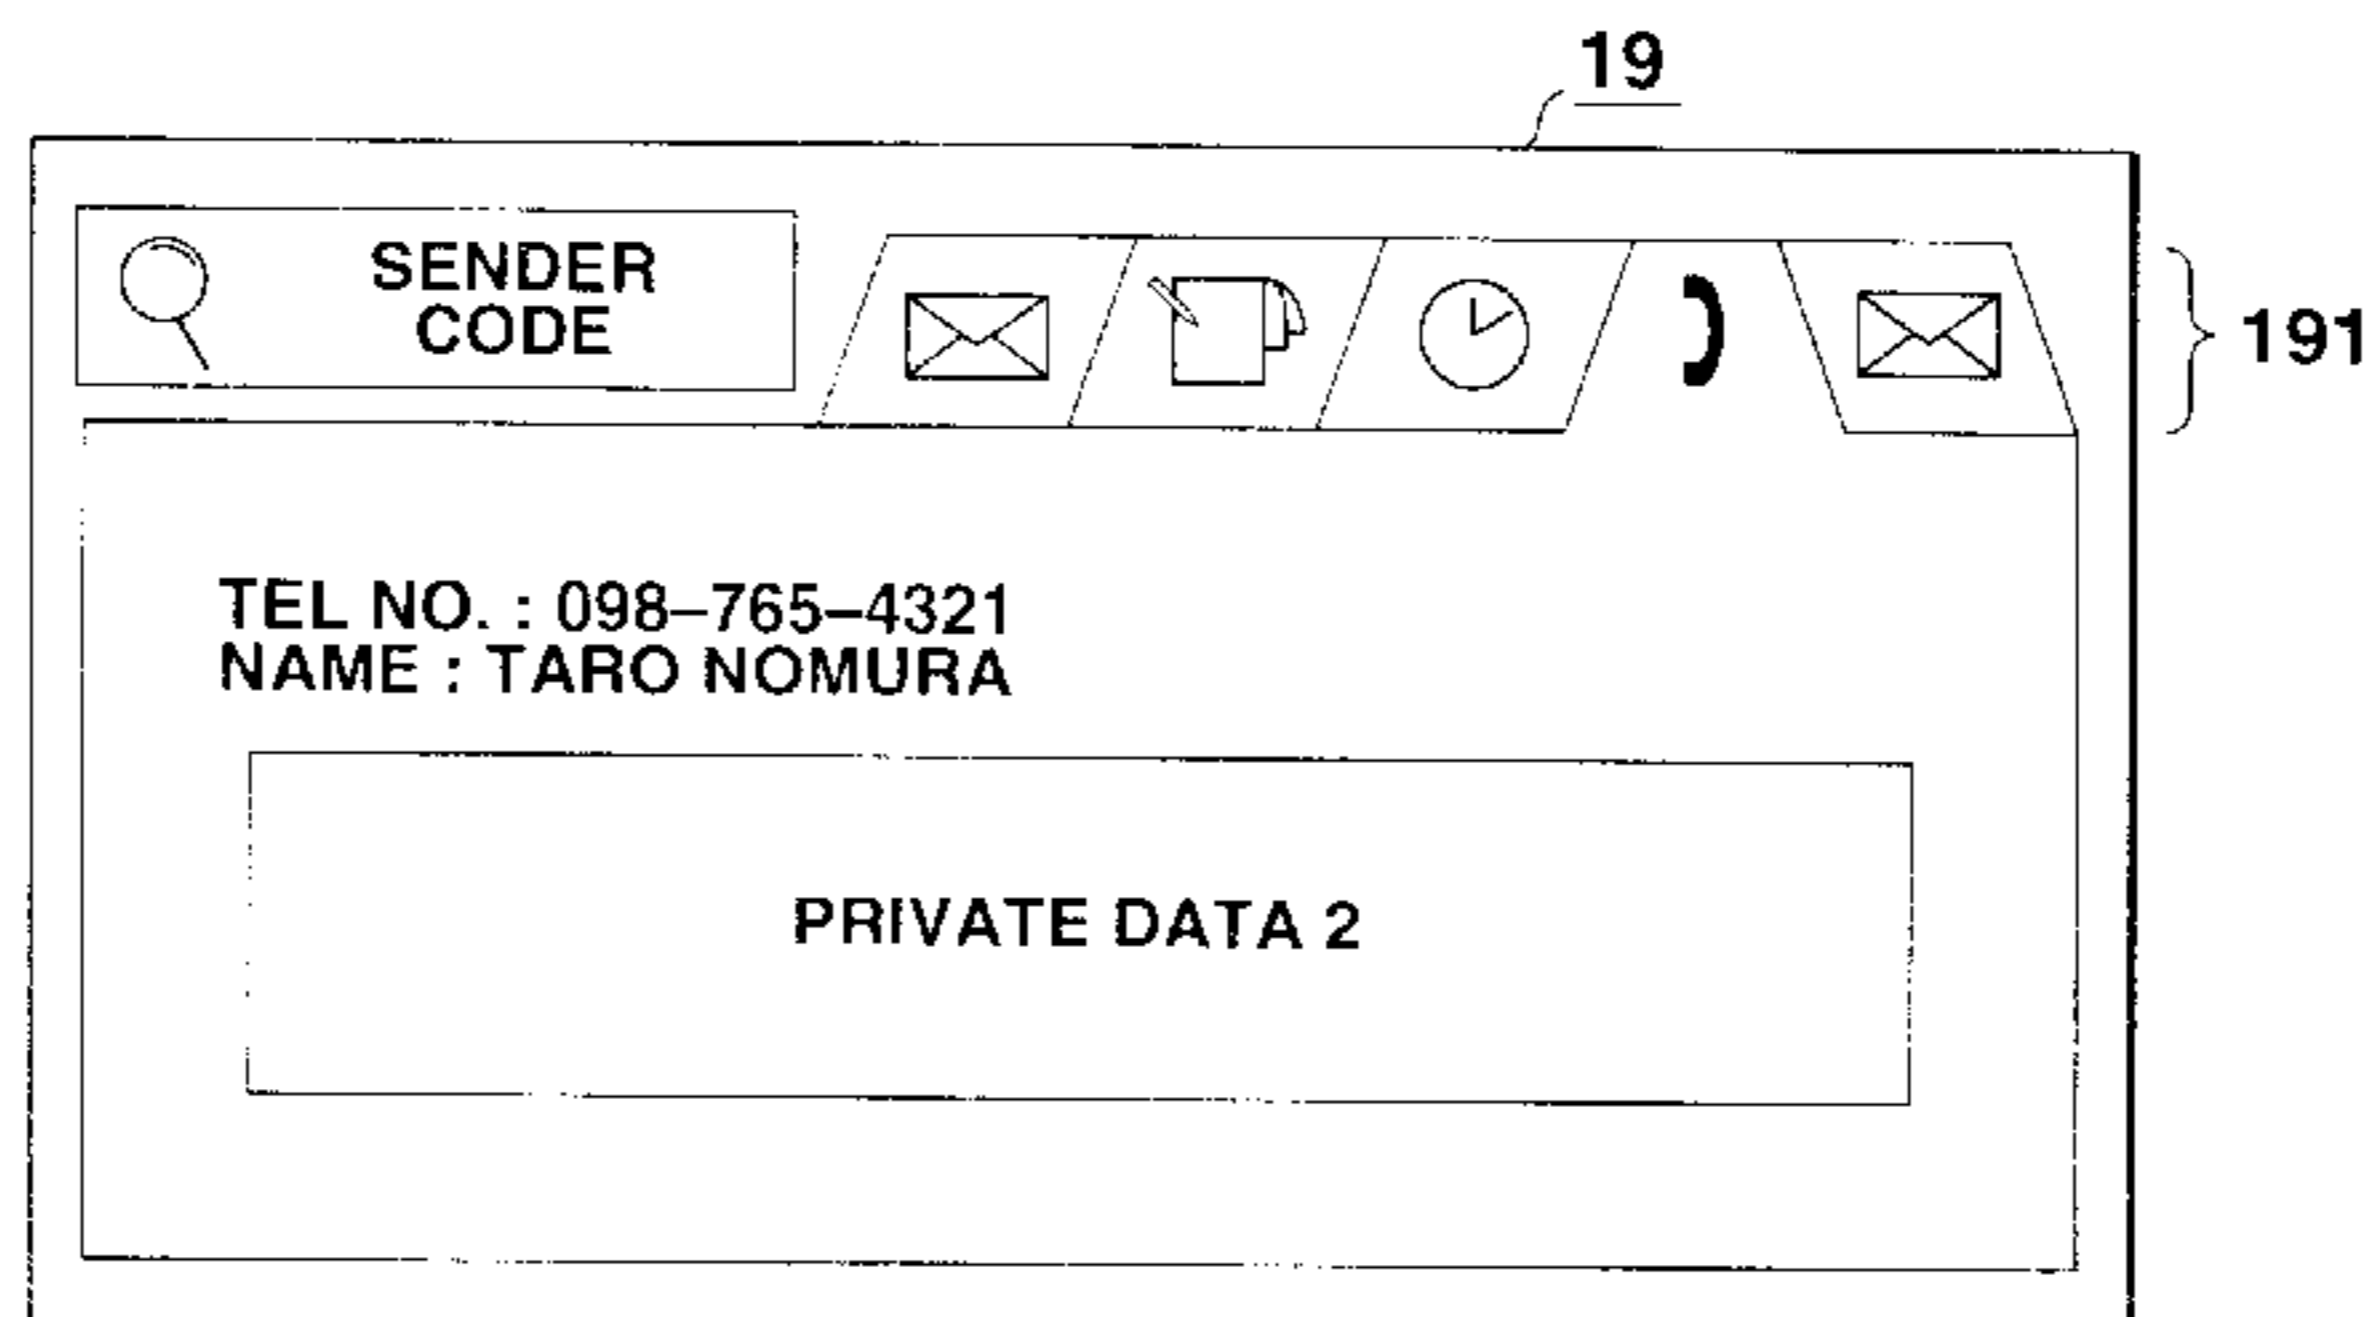 19
SENDER
CODE
191
TEL NO. : 098–765–4321
NAME : TARO NOMURA
PRIVATE DATA 2